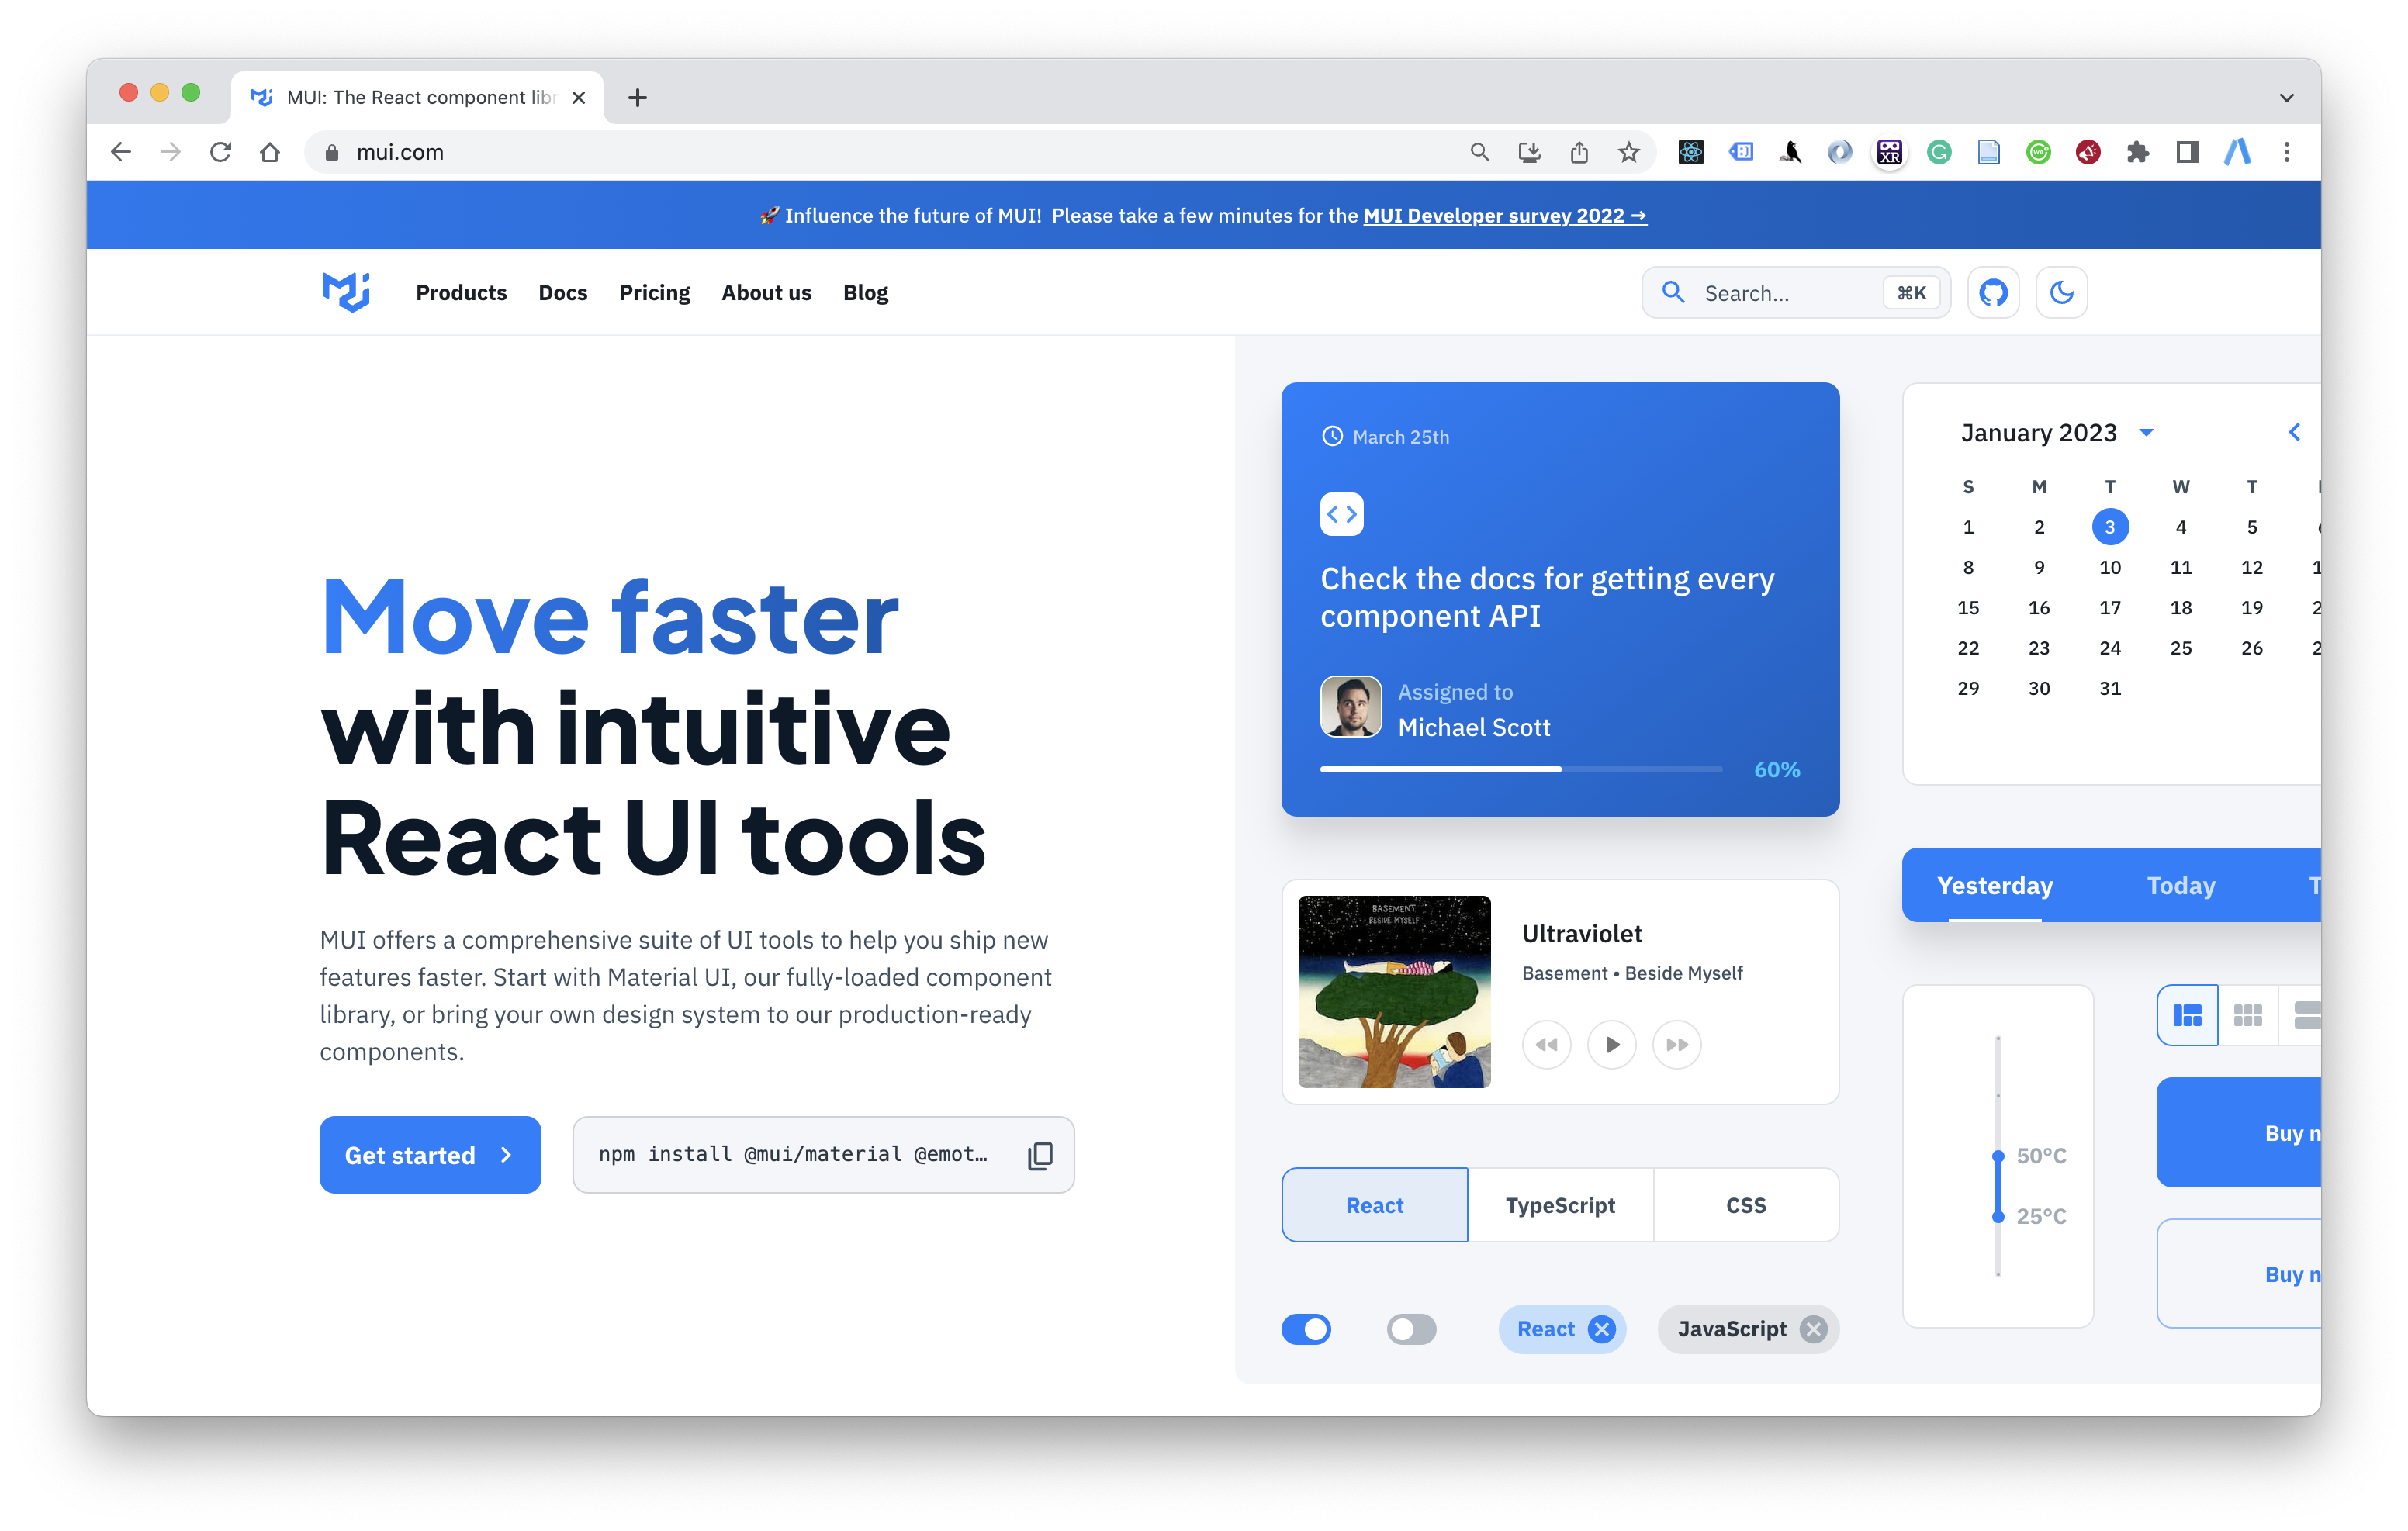 MUI: The React component libr
mui.com
🚀 Influence the future of MUI! Please take a few minutes for the MUI Developer survey 2022 →
Products Docs Pricing About us Blog
Search... ⌘K
Move faster
with intuitive
React UI tools
MUI offers a comprehensive suite of UI tools to help you ship new
features faster. Start with Material UI, our fully-loaded component
library, or bring your own design system to our production-ready
components.
Get started
npm install @mui/material @emot…
March 25th
Check the docs for getting every
component API
Assigned to
Michael Scott
60%
BASEMENT
BESIDE MYSELF
Ultraviolet
Basement • Beside Myself
React TypeScript CSS
React JavaScript
January 2023
S M T W T
1 2 3 4 5
8 9 10 11 12
15 16 17 18 19
22 23 24 25 26
29 30 31
Yesterday Today T
50°C
25°C
Buy n
Buy n